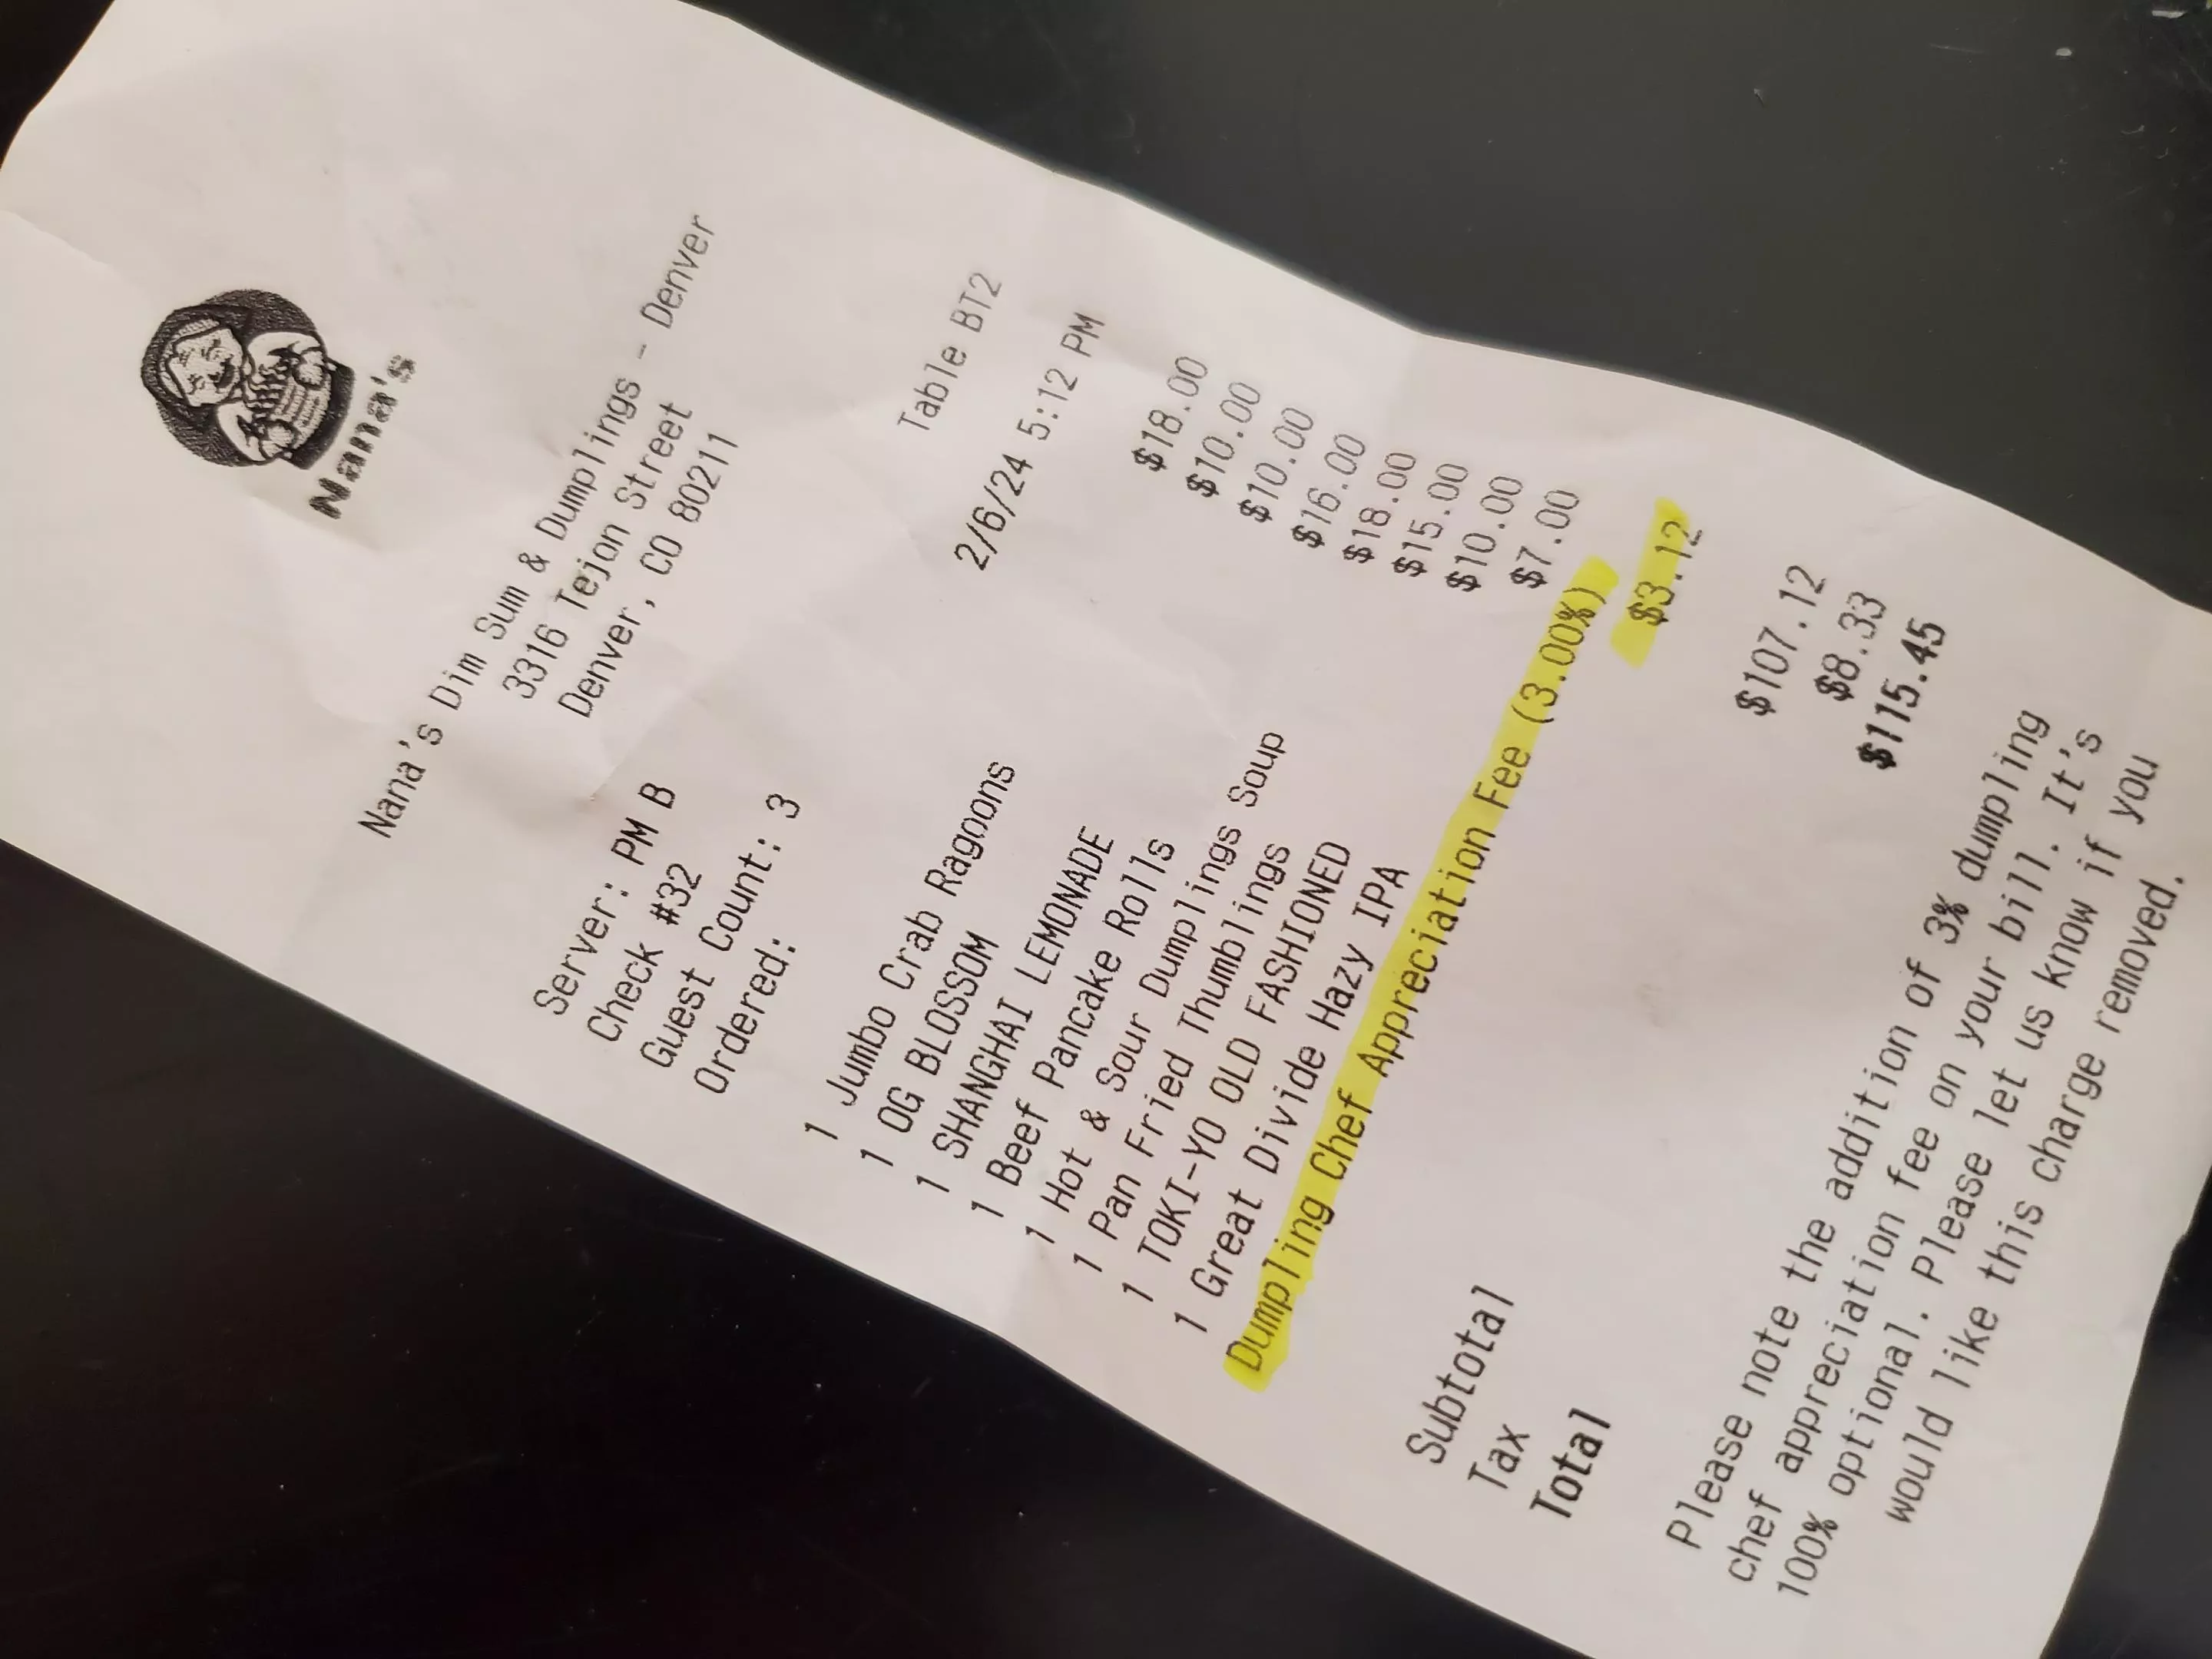 Nana's
Nana's Dim Sum & Dumplings - Denver
3316 Tejon Street
Denver, CO 80211
Server: PM B
Check #32 Table BT2
Guest Count: 3
Ordered: 2/6/24 5:12 PM
1 Jumbo Crab Ragoons $18.00
1 OG BLOSSOM $10.00
1 SHANGHAI LEMONADE $10.00
1 Beef Pancake Rolls $16.00
1 Hot & Sour Dumplings Soup $18.00
1 Pan Fried Thumblings $15.00
1 TOKI-YO OLD FASHIONED $10.00
1 Great Divide Hazy IPA $7.00
Dumpling Chef Appreciation Fee (3.00%)
$3.12
Subtotal $107.12
Tax $8.33
Total $115.45
Please note the addition of 3% dumpling
chef appreciation fee on your bill. It's
100% optional. Please let us know if you
would like this charge removed.